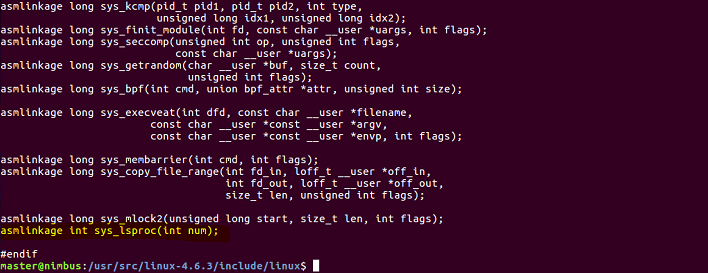 asmlinkage long sys_kcmp(pid_t pid1, pid_t pid2, int type,
unsigned long idx1, unsigned long idx2);
asmlinkage long sys_finit_module(int fd, const char __user *uargs, int flags);
asmlinkage long sys_seccomp(unsigned int op, unsigned int flags,
const char __user *uargs);
asmlinkage long sys_getrandom(char __user *buf, size_t count,
unsigned int flags);
asmlinkage long sys_bpf(int cmd, union bpf_attr *attr, unsigned int size);
asmlinkage long sys_execveat(int dfd, const char __user *filename,
const char __user *const __user *argv,
const char __user *const __user *envp, int flags);
asmlinkage long sys_membarrier(int cmd, int flags);
asmlinkage long sys_copy_file_range(int fd_in, loff_t __user *off_in,
int fd_out, loff_t __user *off_out,
size_t len, unsigned int flags);
asmlinkage long sys_mlock2(unsigned long start, size_t len, int flags);
asmlinkage int sys_lsproc(int num);
#endif
master@nimbus:/usr/src/linux-4.6.3/include/linux$